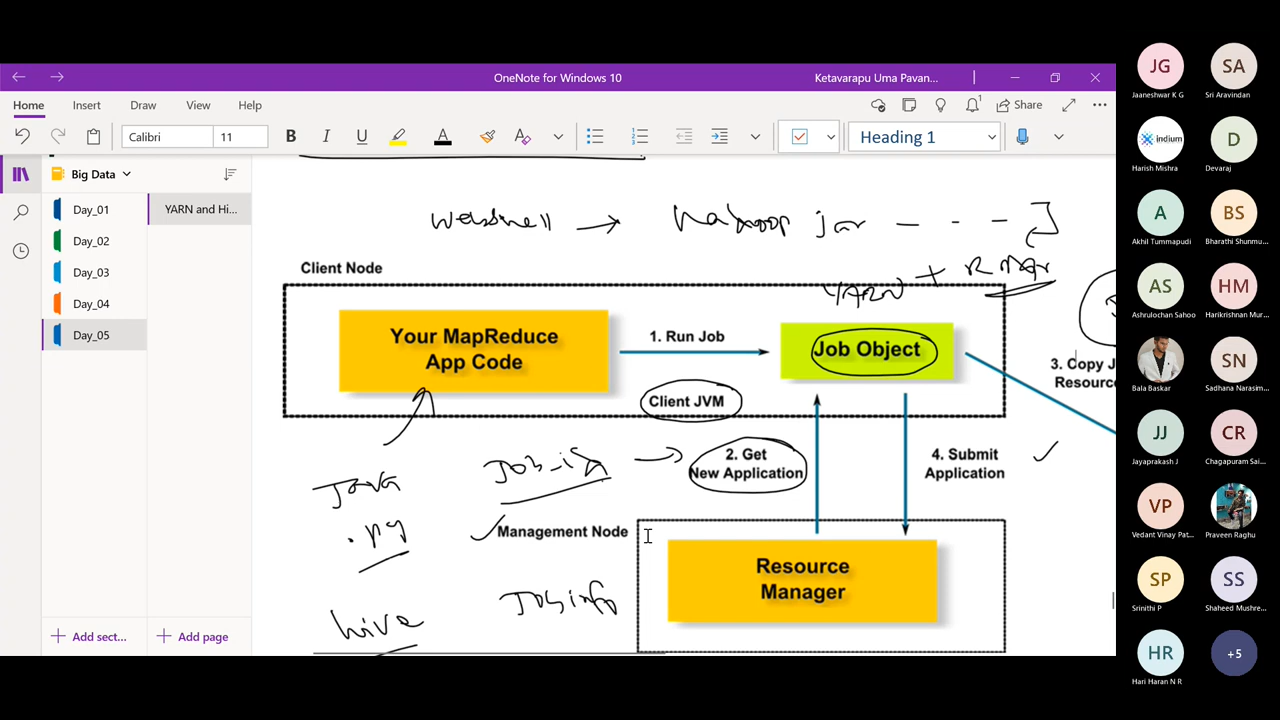 OneNote for Windows 10
Ketavarapu Uma Pavan...
Home
Insert
Draw
View
Help
Share
Calibri
11
B
I
U
A
Heading 1
Big Data
Day_01
Day_02
Day_03
Day_04
Day_05
Add sect...
YARN and Hi...
Add page
webshell → hadoop jar — - –
YARN + R Mgr
Client Node
Your MapReduce
App Code
1. Run Job
Job Object
Client JVM
3. Copy J
Resource
2. Get
New Application
4. Submit
Application
Java
.py
hive
Job-id
Management Node
Job info
Resource
Manager
JG
Jaaneshwar K G
SA
Sri Aravindan
indium
Harish Mishra
D
Devaraj
A
Akhil Tummapudi
BS
Bharathi Shunmu...
AS
Ashrulochan Sahoo
HM
Harikrishnan Mur...
Bala Baskar
SN
Sadhana Narasim...
JJ
Jayaprakash J
CR
Chagapuram Sai...
VP
Vedant Vinay Pat...
Praveen Raghu
SP
Srinithi P
SS
Shaheed Mushre...
HR
Hari Haran N R
+5